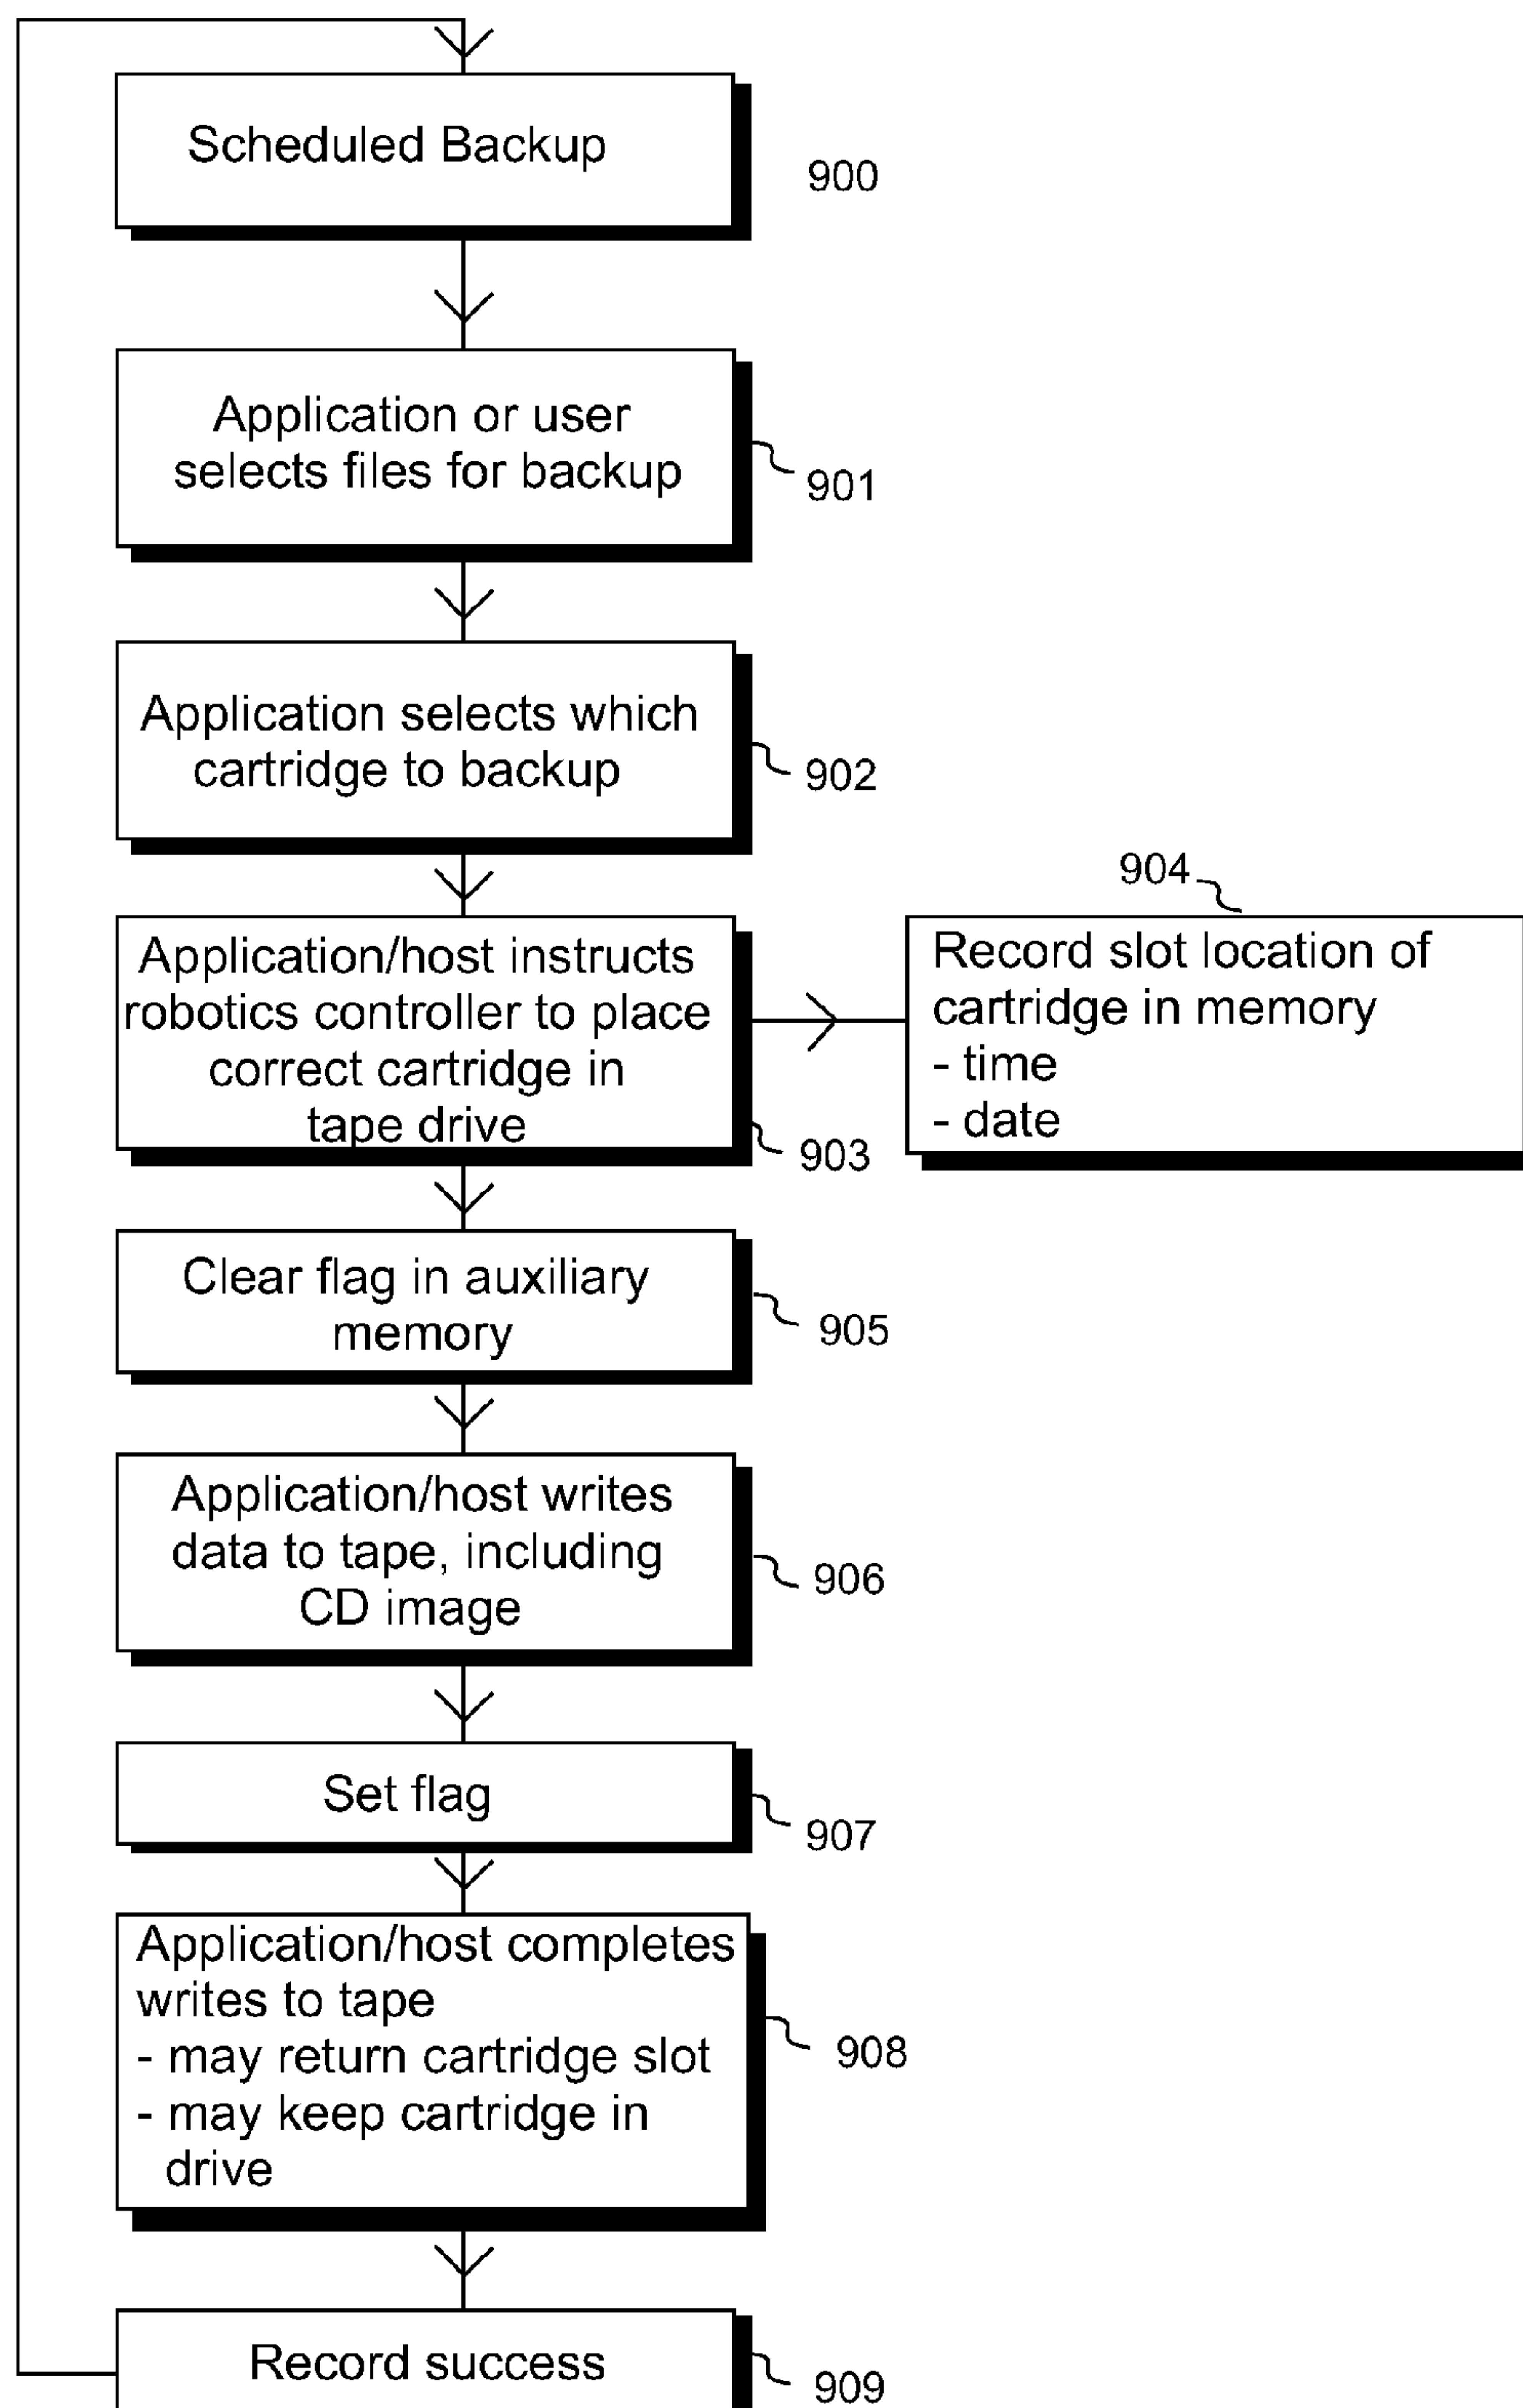 Scheduled Backup
900
Application or user
selects files for backup
901
Application selects which
cartridge to backup
902
904
Application/host instructs
robotics controller to place
correct cartridge in
tape drive
903
Record slot location of
cartridge in memory
- time
- date
Clear flag in auxiliary
memory
905
Application/host writes
data to tape, including
CD image
906
Set flag
907
Application/host completes
writes to tape
- may return cartridge slot
- may keep cartridge in
drive
908
Record success
909